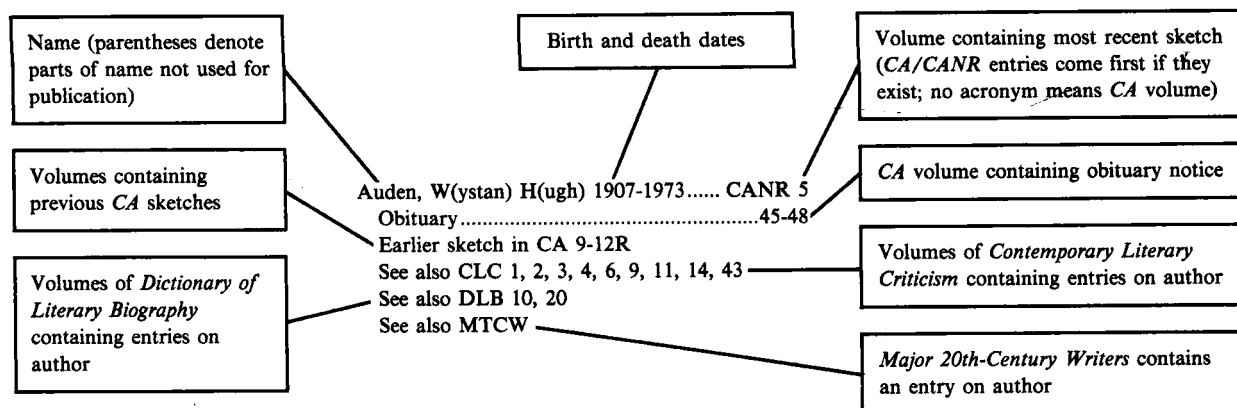 Name (parentheses denote
parts of name not used for
publication)
Birth and death dates
Volume containing most recent sketch
(CA/CANR entries come first if they
exist; no acronym means CA volume)
Volumes containing
previous CA sketches
CA volume containing obituary notice
Auden, W(ystan) H(ugh) 1907-1973...... CANR 5
Obituary....................................................45-48
Earlier sketch in CA 9-12R
See also CLC 1, 2, 3, 4, 6, 9, 11, 14, 43
See also DLB 10, 20
See also MTCW
Volumes of Dictionary of
Literary Biography
containing entries on
author
Volumes of Contemporary Literary
Criticism containing entries on author
Major 20th-Century Writers contains
an entry on author